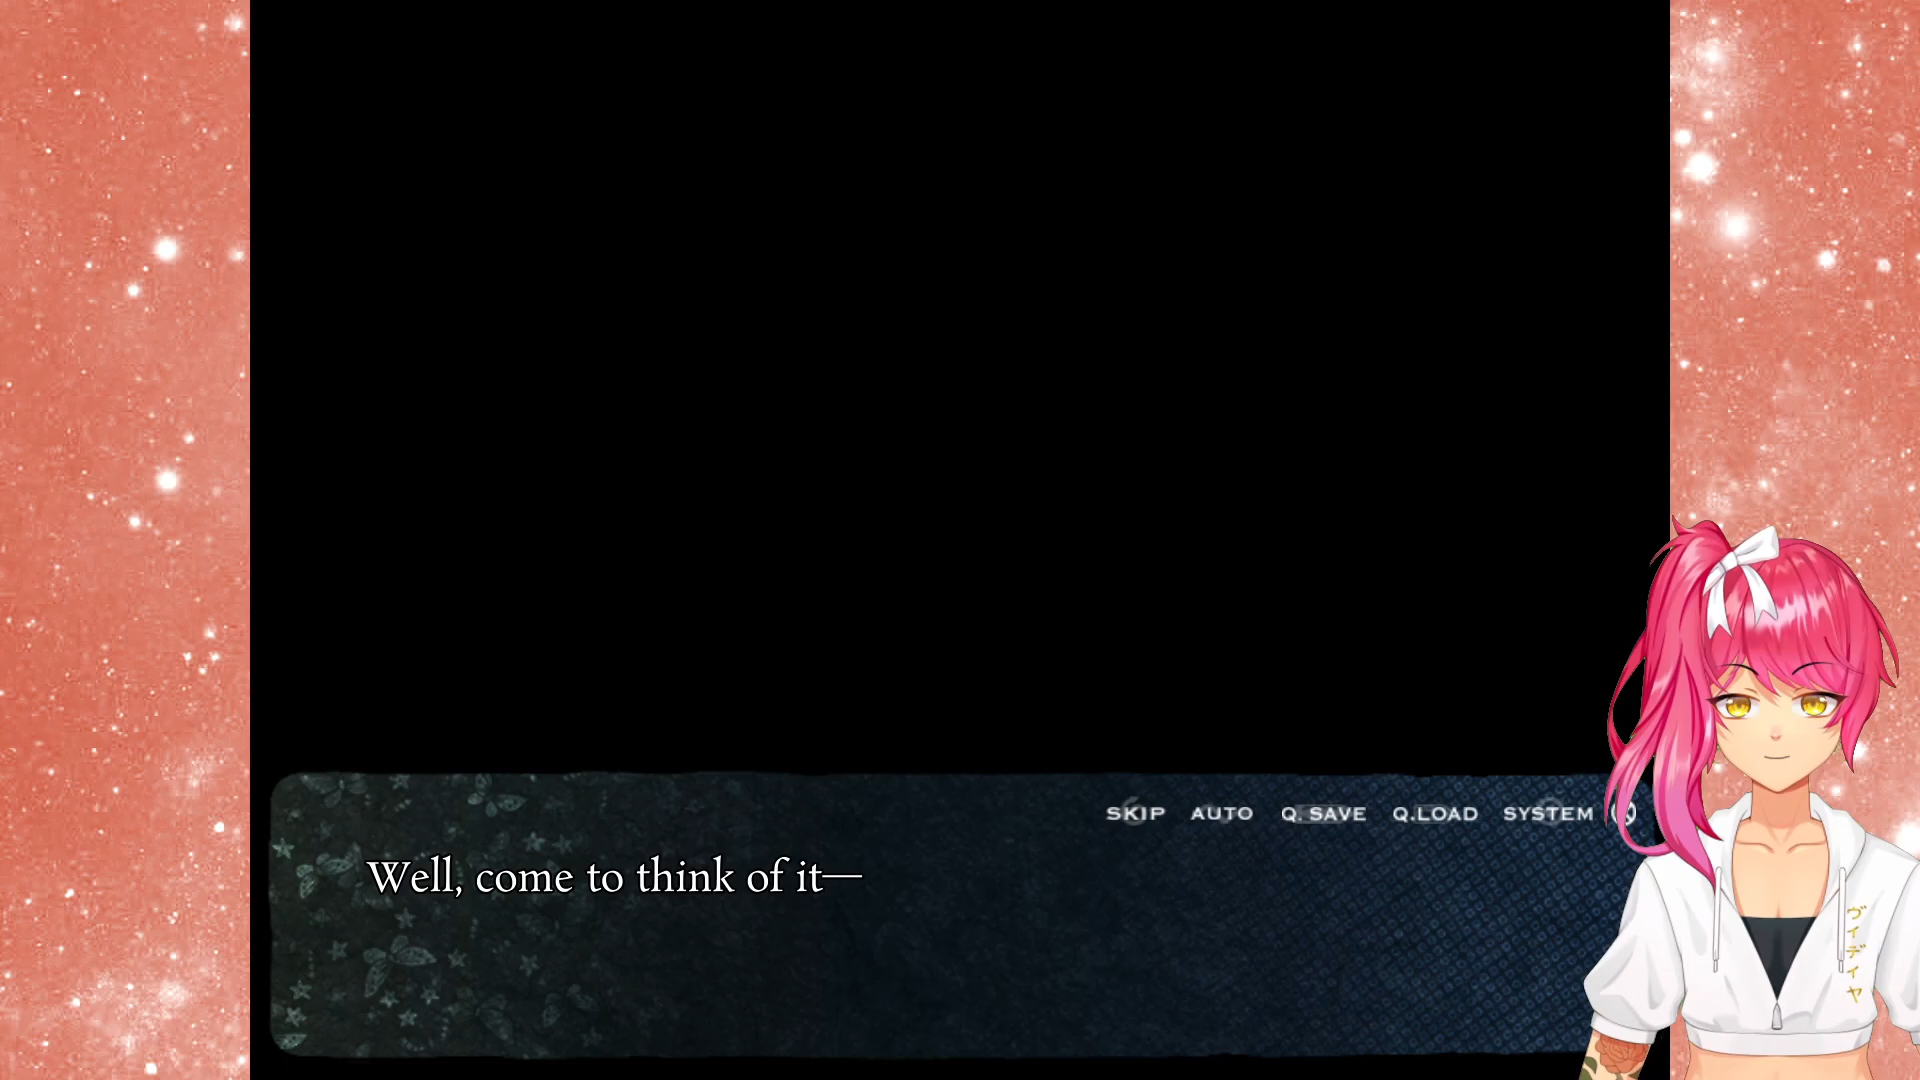 SKIP AUTO Q. SAVE Q.LOAD SYSTEM
Well, come to think of it—
ヴィディヤ